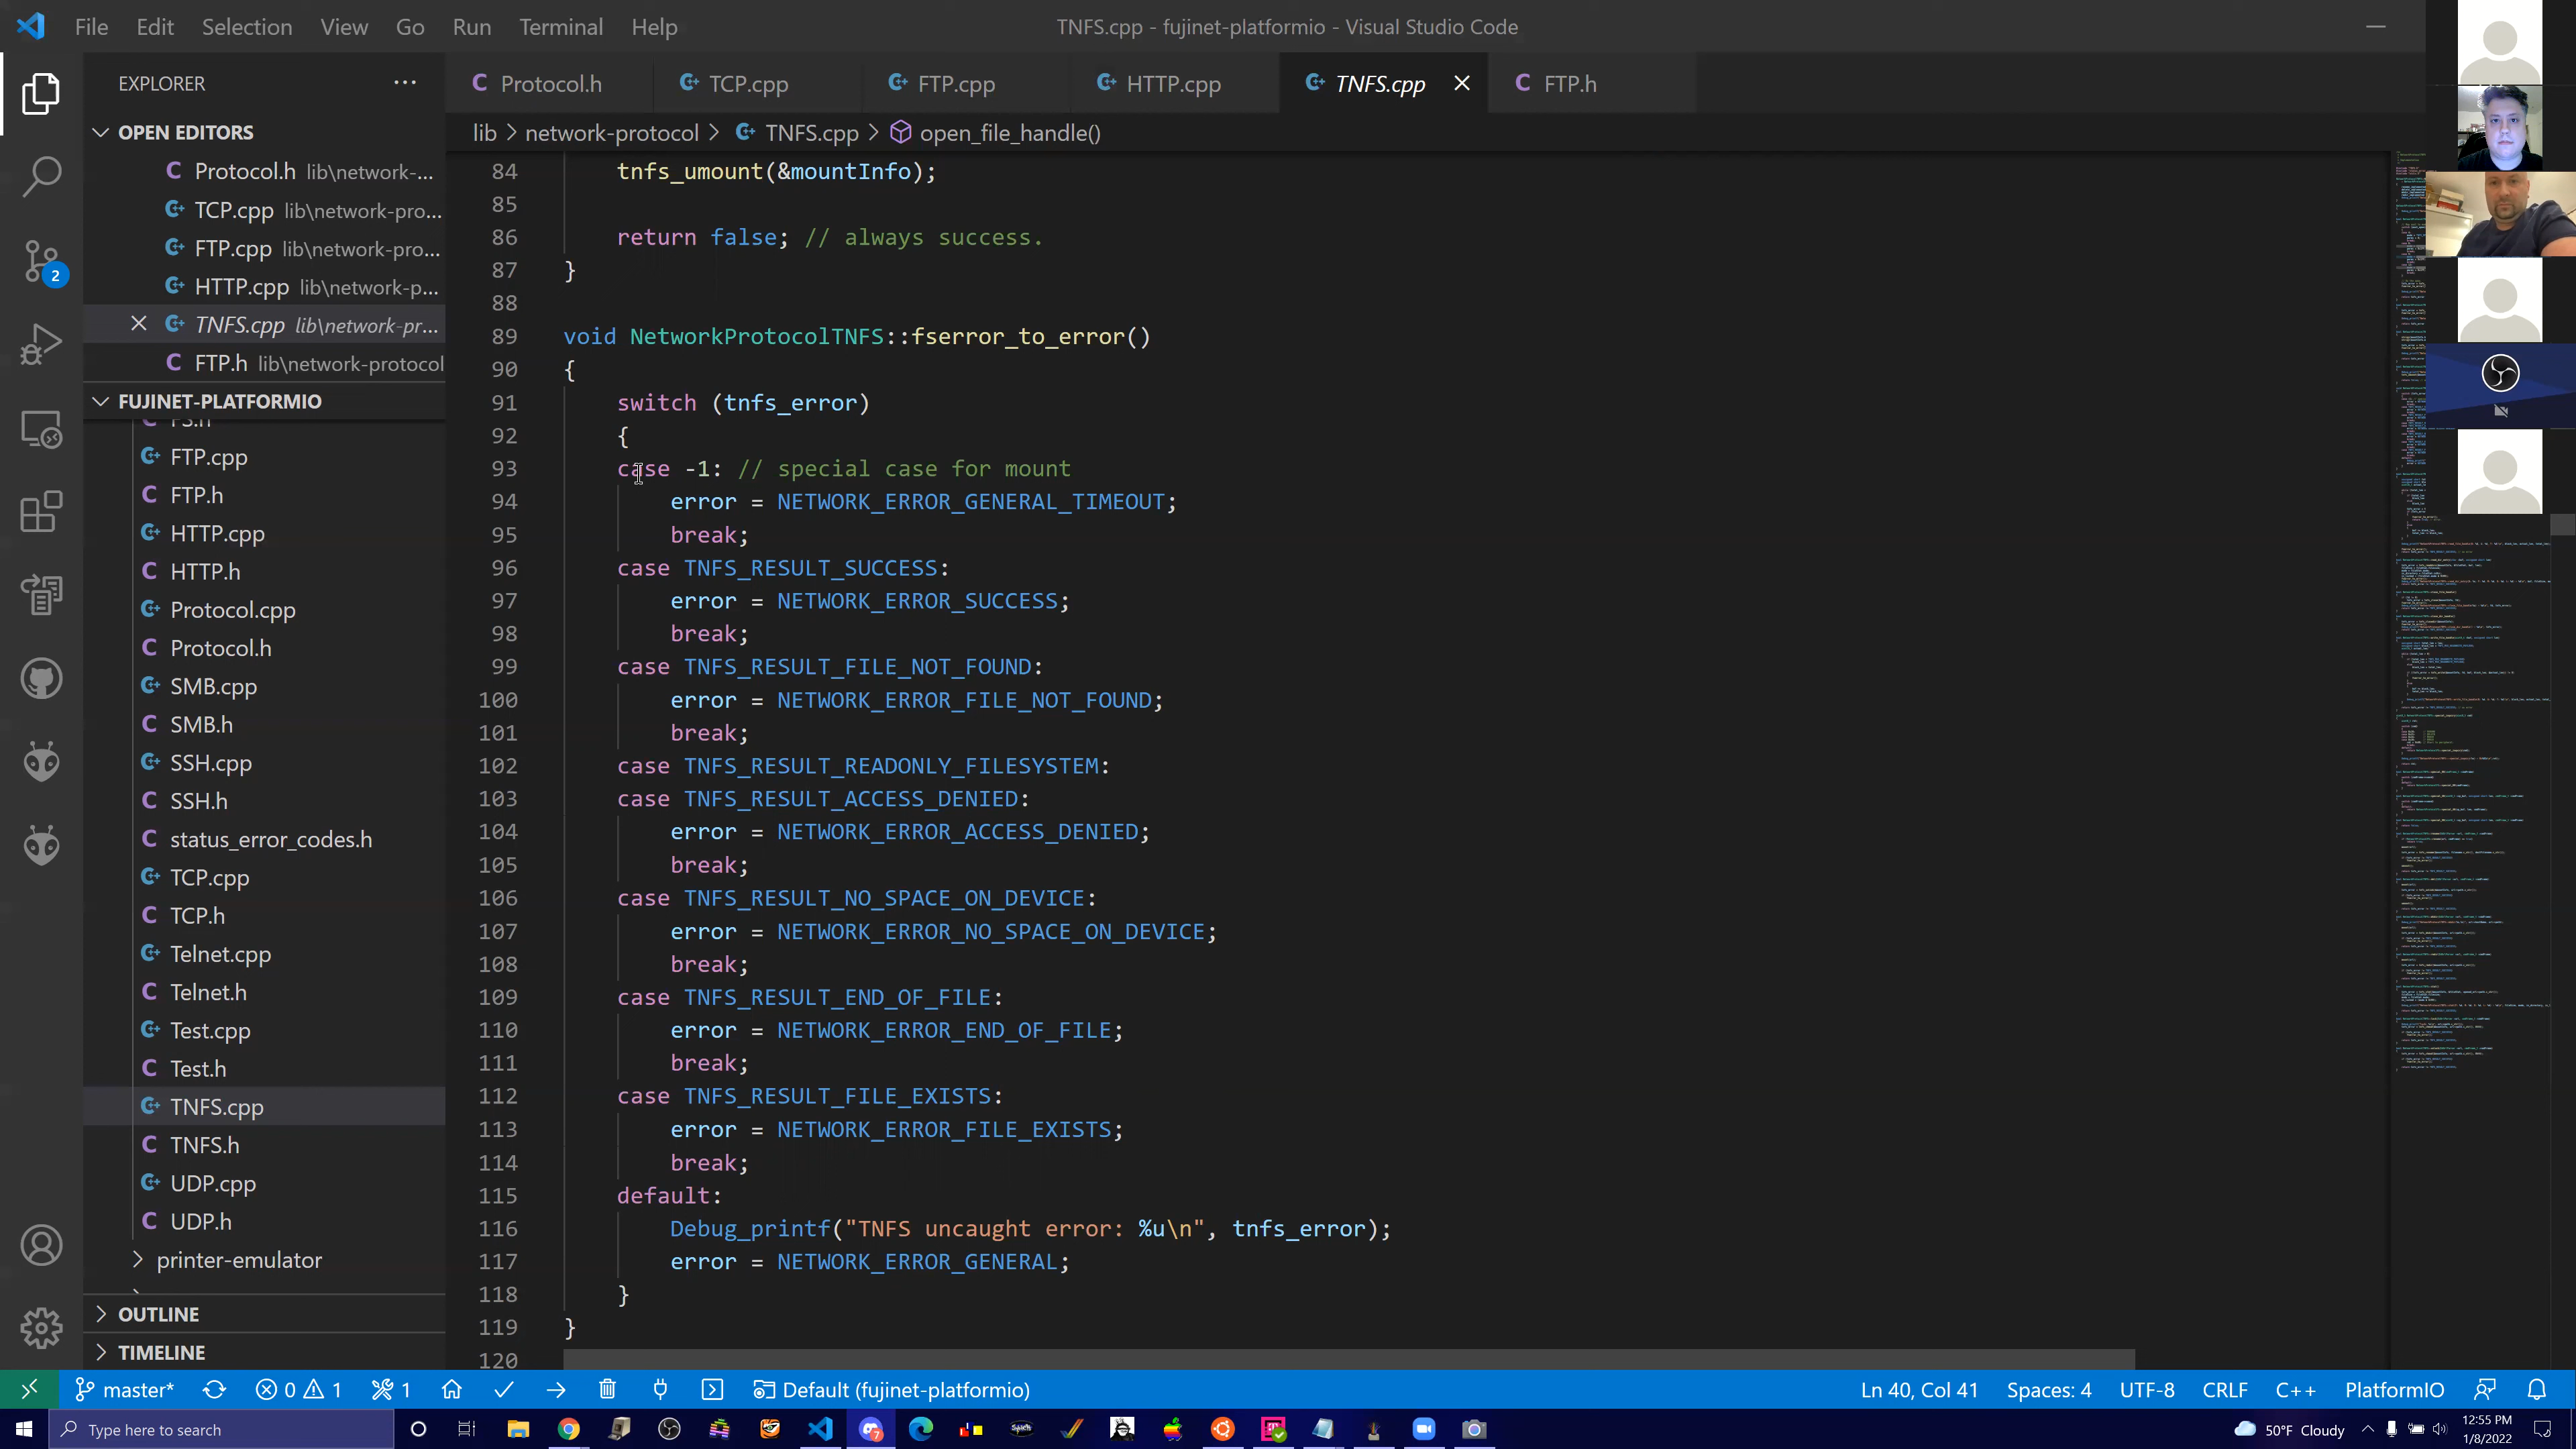 File Edit Selection View Go Run Terminal Help
TNFS.cpp - fujinet-platformio - Visual Studio Code
EXPLORER
Protocol.h TCP.cpp FTP.cpp HTTP.cpp TNFS.cpp FTP.h
OPEN EDITORS
Protocol.h lib\network-...
TCP.cpp lib\network-pro...
FTP.cpp lib\network-pro...
HTTP.cpp lib\network-p...
TNFS.cpp lib\network-pr...
FTP.h lib\network-protocol
FUJINET-PLATFORMIO
FS.h
FTP.cpp
FTP.h
HTTP.cpp
HTTP.h
Protocol.cpp
Protocol.h
SMB.cpp
SMB.h
SSH.cpp
SSH.h
status_error_codes.h
TCP.cpp
TCP.h
Telnet.cpp
Telnet.h
Test.cpp
Test.h
TNFS.cpp
TNFS.h
UDP.cpp
UDP.h
printer-emulator
OUTLINE
TIMELINE
2
lib > network-protocol > TNFS.cpp > open_file_handle()
84 tnfs_umount(&mountInfo);
85
86 return false; // always success.
87 }
88
89 void NetworkProtocolTNFS::fserror_to_error()
90 {
91 switch (tnfs_error)
92 {
93 case -1: // special case for mount
94 error = NETWORK_ERROR_GENERAL_TIMEOUT;
95 break;
96 case TNFS_RESULT_SUCCESS:
97 error = NETWORK_ERROR_SUCCESS;
98 break;
99 case TNFS_RESULT_FILE_NOT_FOUND:
100 error = NETWORK_ERROR_FILE_NOT_FOUND;
101 break;
102 case TNFS_RESULT_READONLY_FILESYSTEM:
103 case TNFS_RESULT_ACCESS_DENIED:
104 error = NETWORK_ERROR_ACCESS_DENIED;
105 break;
106 case TNFS_RESULT_NO_SPACE_ON_DEVICE:
107 error = NETWORK_ERROR_NO_SPACE_ON_DEVICE;
108 break;
109 case TNFS_RESULT_END_OF_FILE:
110 error = NETWORK_ERROR_END_OF_FILE;
111 break;
112 case TNFS_RESULT_FILE_EXISTS:
113 error = NETWORK_ERROR_FILE_EXISTS;
114 break;
115 default:
116 Debug_printf("TNFS uncaught error: %u\n", tnfs_error);
117 error = NETWORK_ERROR_GENERAL;
118 }
119 }
120
master* 0 1 1 Default (fujinet-platformio) Ln 40, Col 41 Spaces: 4 UTF-8 CRLF C++ PlatformIO
Type here to search
50°F Cloudy
12:55 PM
1/8/2022